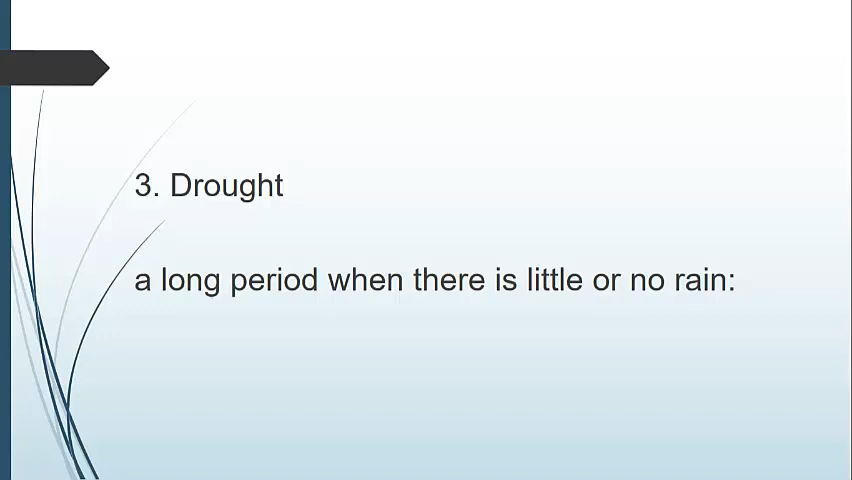 3. Drought
a long period when there is little or no rain: